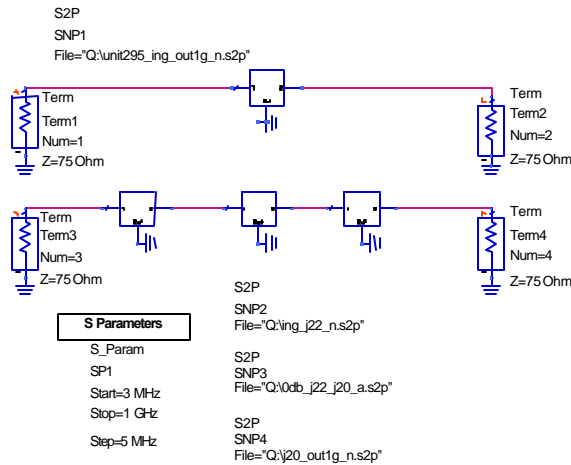 S2P
SNP1
File="Q:\unit295_ing_out1g_n.s2p"
Term
Term1
Num=1
Z=75 Ohm
Term
Term2
Num=2
Z=75 Ohm
Term
Term3
Num=3
Z=75 Ohm
Term
Term4
Num=4
Z=75 Ohm
S Parameters
S_Param
SP1
Start=3 MHz
Stop=1 GHz
Step=5 MHz
S2P
SNP2
File="Q:\ing_j22_n.s2p"
S2P
SNP3
File="Q:\0db_j22_j20_a.s2p"
S2P
SNP4
File="Q:\j20_out1g_n.s2p"